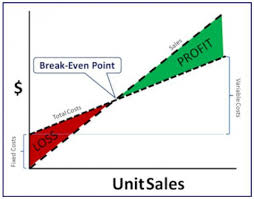 Break-Even Point
Sales
PROFIT
Total Costs
Variable Costs
$
LOSS
Fixed Costs
Unit Sales